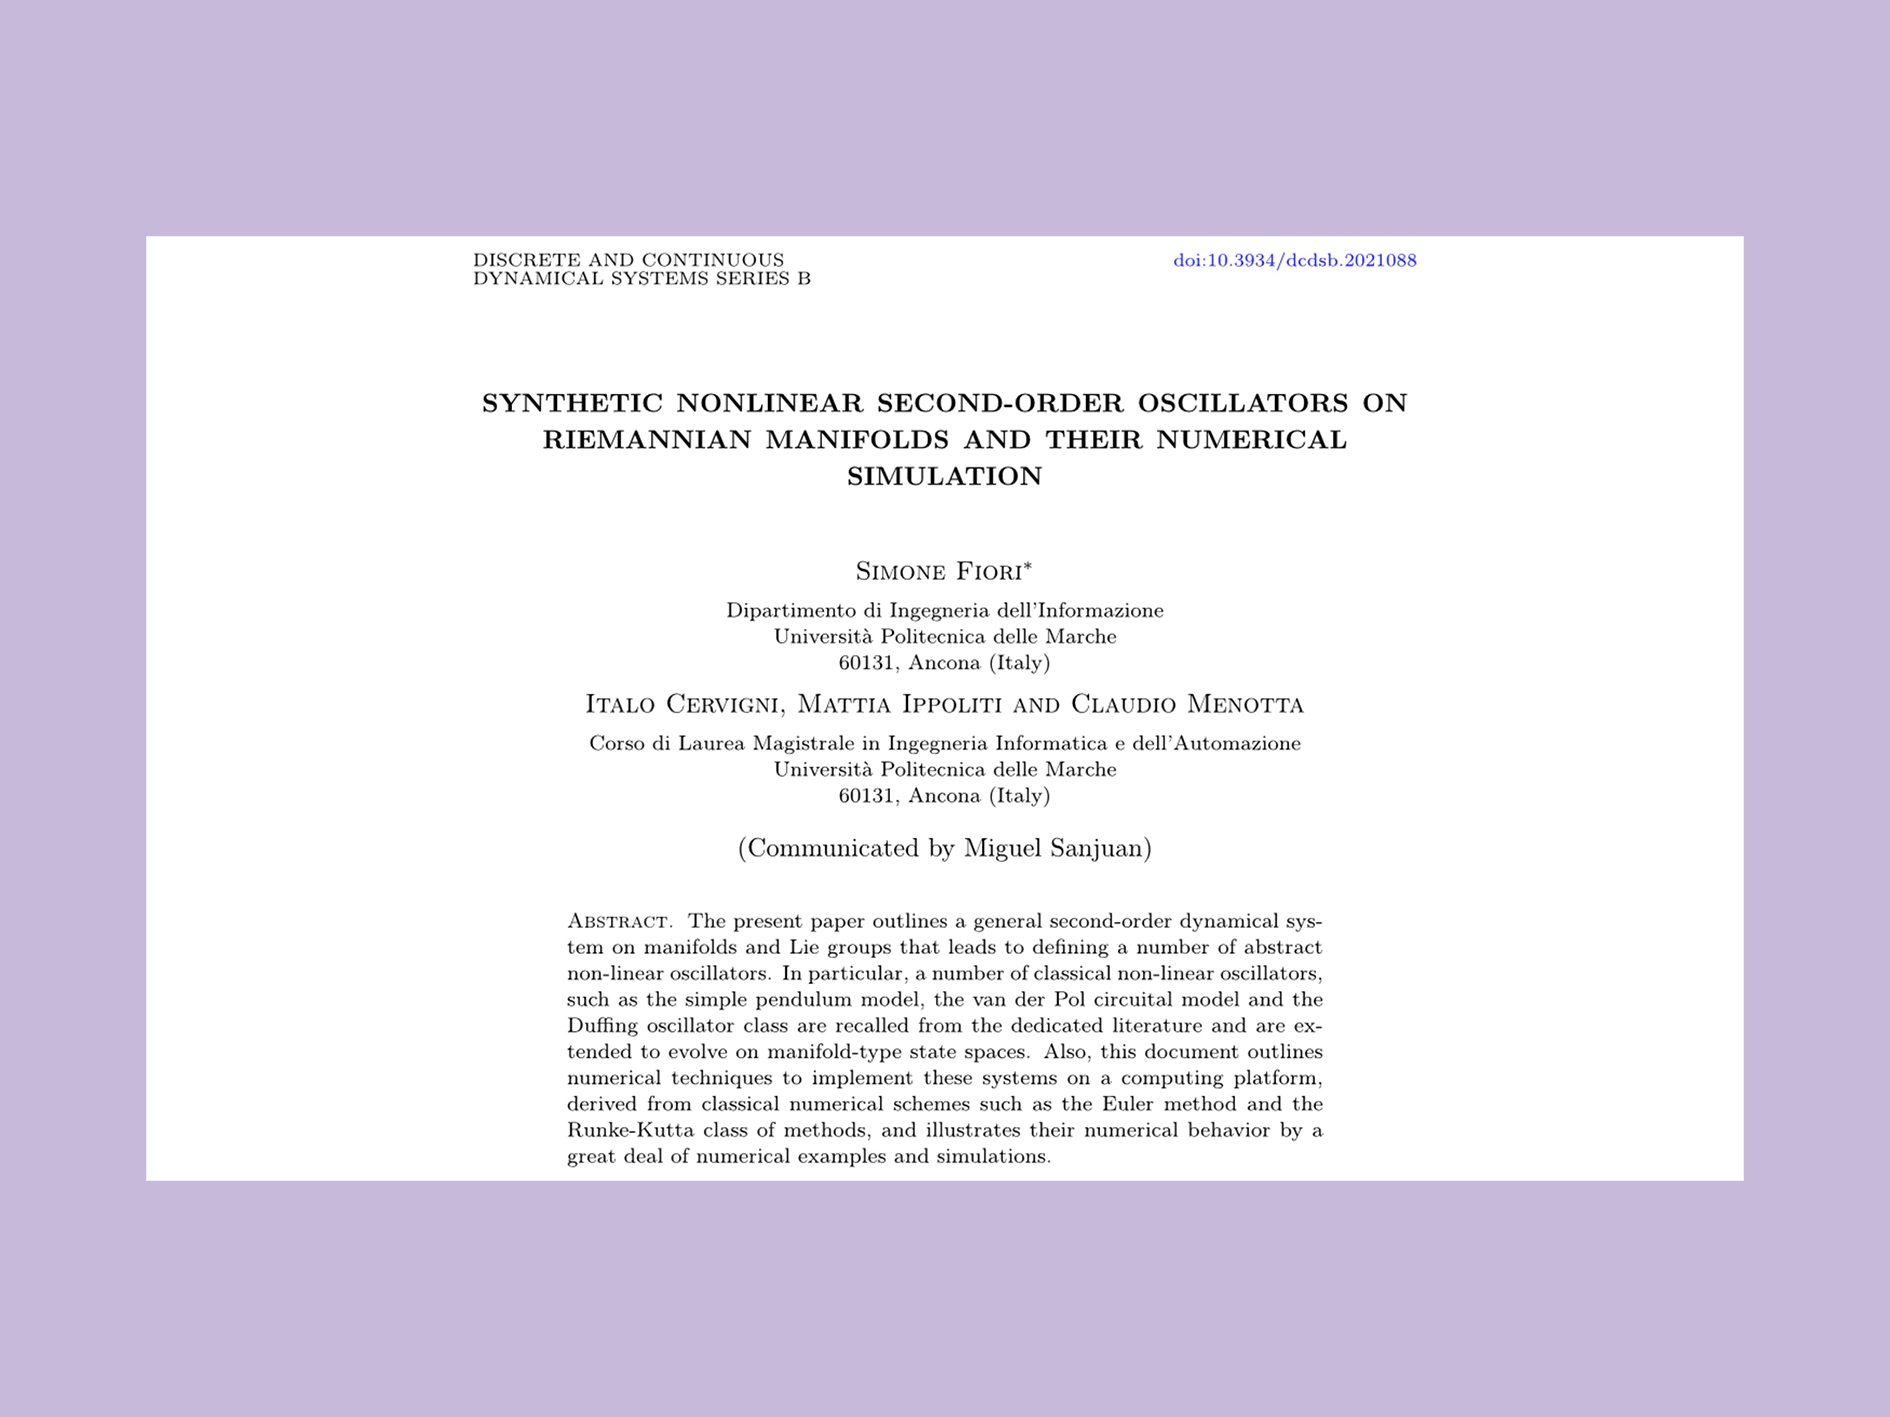 DISCRETE AND CONTINUOUS
DYNAMICAL SYSTEMS SERIES B
doi:10.3934/dcdsb.2021088
SYNTHETIC NONLINEAR SECOND-ORDER OSCILLATORS ON
RIEMANNIAN MANIFOLDS AND THEIR NUMERICAL
SIMULATION
Simone Fiori*
Dipartimento di Ingegneria dell'Informazione
Università Politecnica delle Marche
60131, Ancona (Italy)
Italo Cervigni, Mattia Ippoliti and Claudio Menotta
Corso di Laurea Magistrale in Ingegneria Informatica e dell'Automazione
Università Politecnica delle Marche
60131, Ancona (Italy)
(Communicated by Miguel Sanjuan)
Abstract. The present paper outlines a general second-order dynamical sys-
tem on manifolds and Lie groups that leads to defining a number of abstract
non-linear oscillators. In particular, a number of classical non-linear oscillators,
such as the simple pendulum model, the van der Pol circuital model and the
Duffing oscillator class are recalled from the dedicated literature and are ex-
tended to evolve on manifold-type state spaces. Also, this document outlines
numerical techniques to implement these systems on a computing platform,
derived from classical numerical schemes such as the Euler method and the
Runke-Kutta class of methods, and illustrates their numerical behavior by a
great deal of numerical examples and simulations.